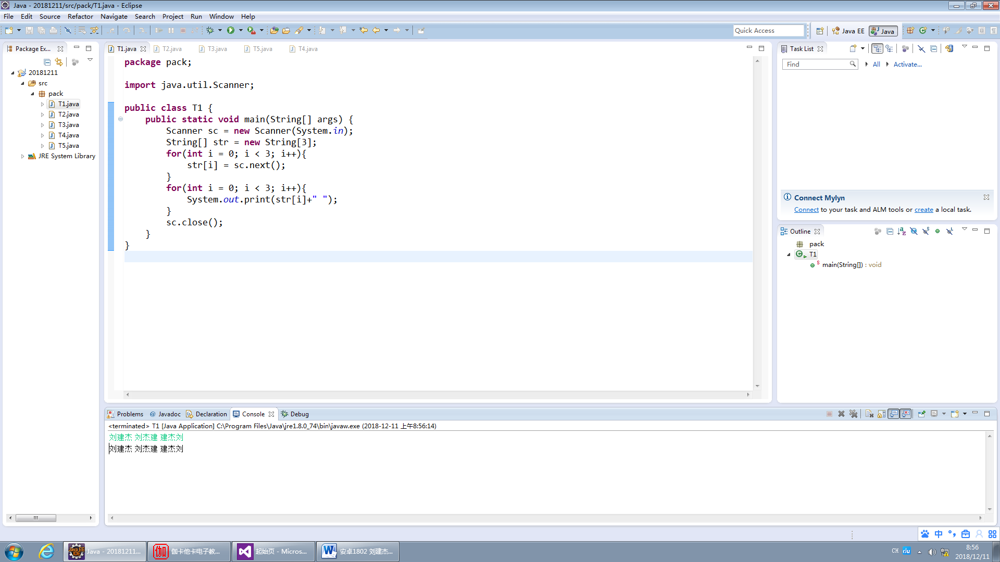 Java - 20181211/src/pack/T1.java - Eclipse
File Edit Source Refactor Navigate Search Project Run Window Help
Quick Access
Java EE
Java
Package Ex...
20181211
src
pack
T1.java
T2.java
T3.java
T4.java
T5.java
JRE System Library
T1.java T2.java T3.java T5.java T4.java
package pack;
import java.util.Scanner;
public class T1 {
public static void main(String[] args) {
Scanner sc = new Scanner(System.in);
String[] str = new String[3];
for(int i = 0; i < 3; i++){
str[i] = sc.next();
}
for(int i = 0; i < 3; i++){
System.out.print(str[i]+" ");
}
sc.close();
}
}
Task List
Find
All
Activate...
Connect Mylyn
Connect to your task and ALM tools or create a local task.
Outline
pack
T1
main(String[]) : void
Problems @ Javadoc Declaration Console Debug
<terminated> T1 [Java Application] C:\Program Files\Java\jre1.8.0_74\bin\javaw.exe (2018-12-11 上午8:56:14)
刘建杰 刘杰建 建杰刘
刘建杰 刘杰建 建杰刘
中
Java - 20181211...
伽卡他卡电子教...
起始页 - Micros...
安卓1802 刘建杰...
CH du
8:56
2018/12/11